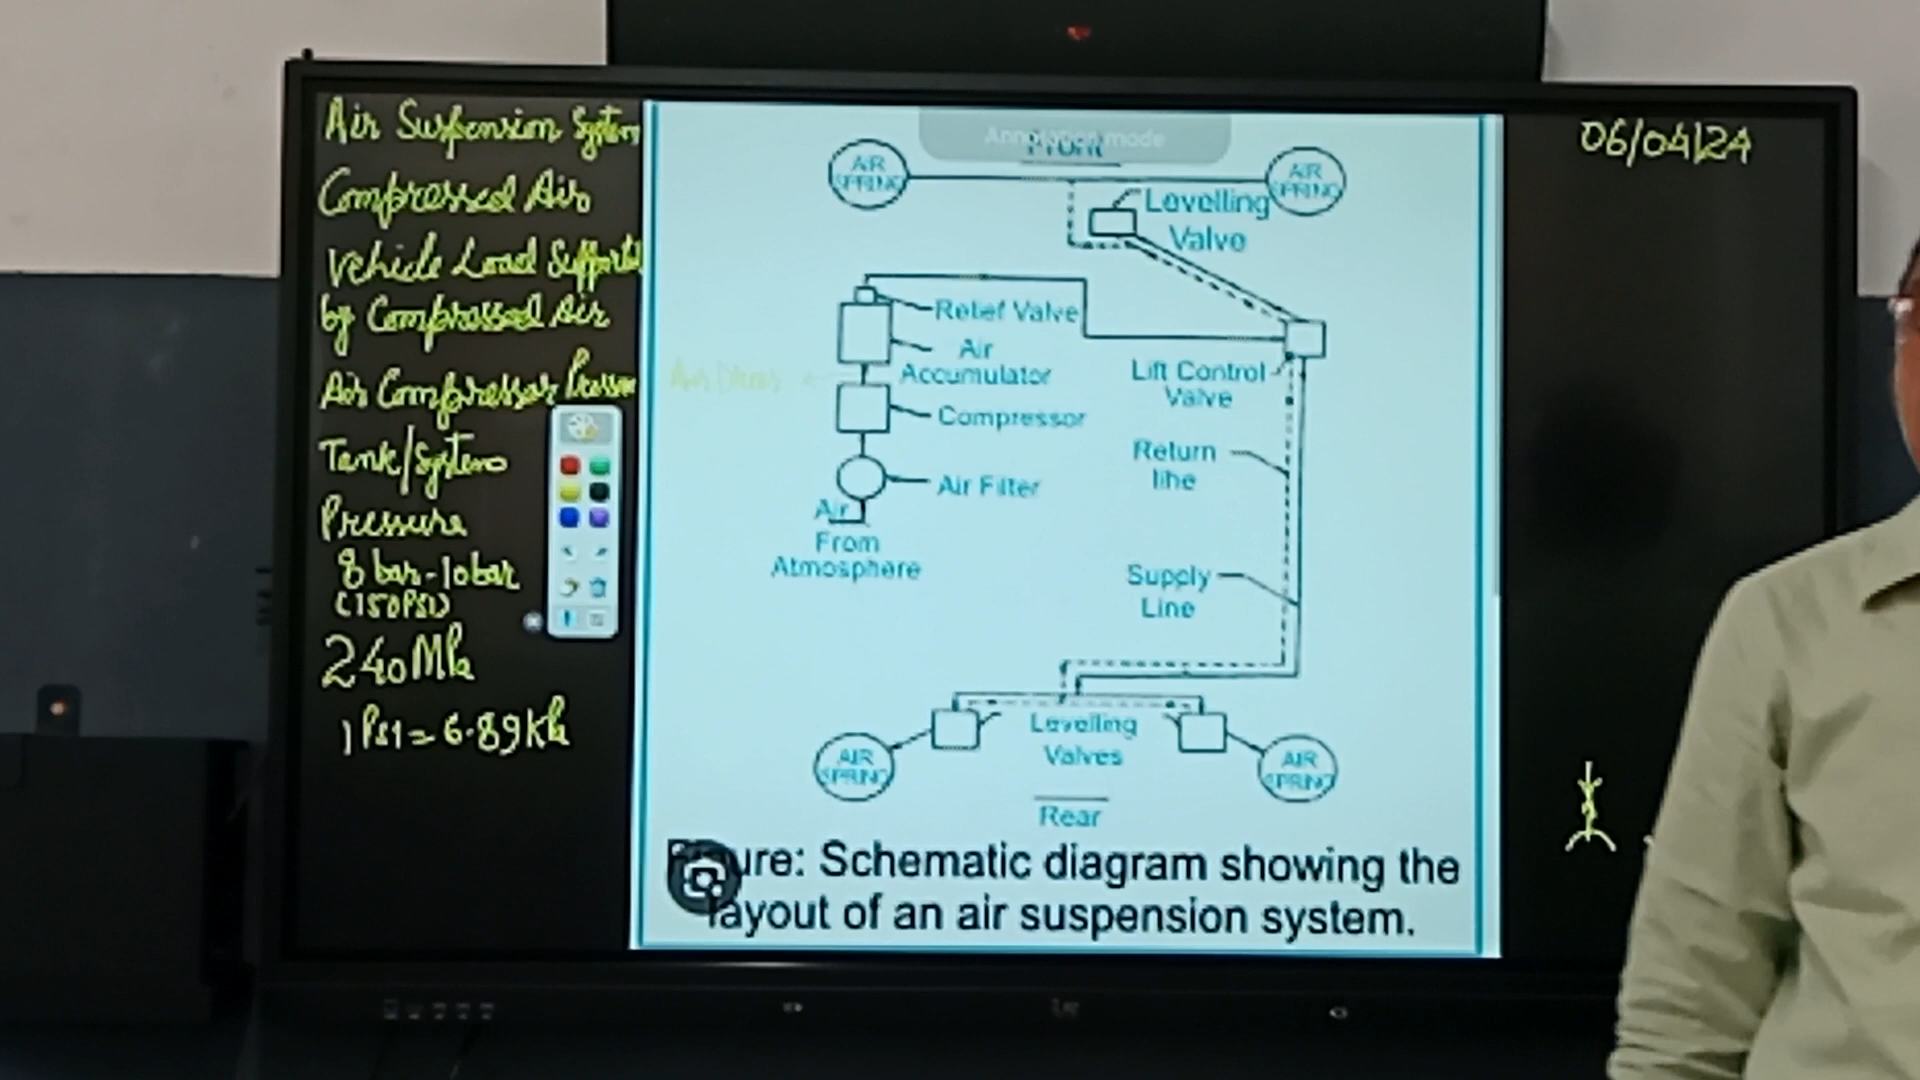 Air Suspension System
Compressed Air
Vehicle Load Supported
by Compressed Air
Air Compressor Pressure
Tank/System
Pressure
8 bar-10bar
(150PSI)
240 MPa
1 PSI = 6.89 KPa
06/04/24
Annotation mode
Front
AIR
SPRING
AIR
SPRING
Levelling
Valve
Relief Valve
Air
Accumulator
Compressor
Air Filter
Air
From
Atmosphere
Lift Control
Valve
Return
line
Supply
Line
Levelling
Valves
AIR
SPRING
AIR
SPRING
Rear
ure: Schematic diagram showing the
layout of an air suspension system.